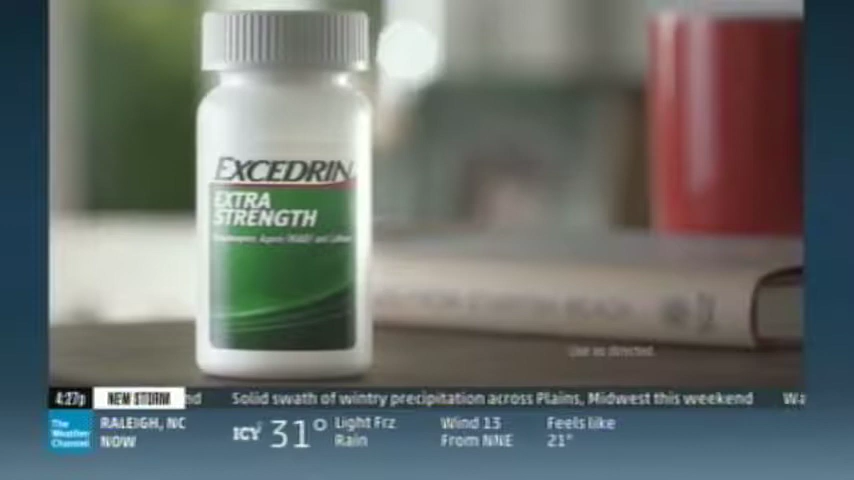 EXCEDRIN
EXTRA
STRENGTH
Use as directed.
4:27p
NEW STORM
nd
Solid swath of wintry precipitation across Plains, Midwest this weekend
Wa
The
Weather
Channel
RALEIGH, NC
NOW
ICY
31°
Light Frz
Rain
Wind 13
From NNE
Feels like
21°